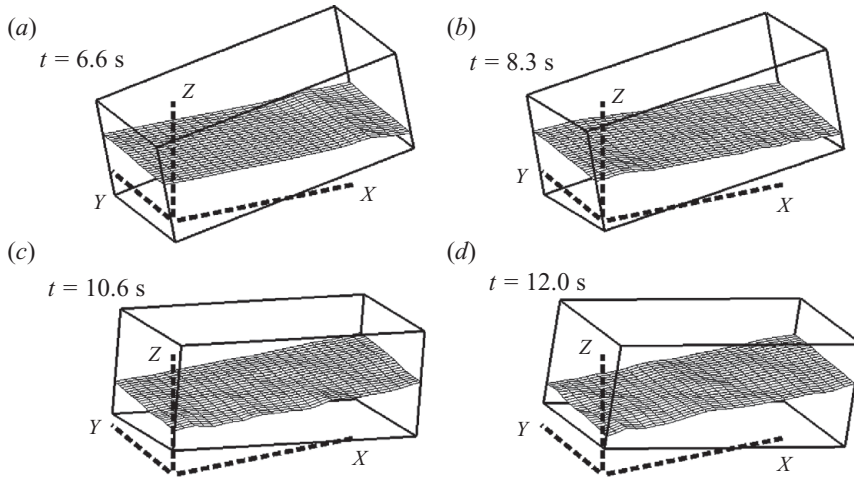 (a)
t = 6.6 s
Z
Y
X
(b)
t = 8.3 s
Z
Y
X
(c)
t = 10.6 s
Z
Y
X
(d)
t = 12.0 s
Z
Y
X